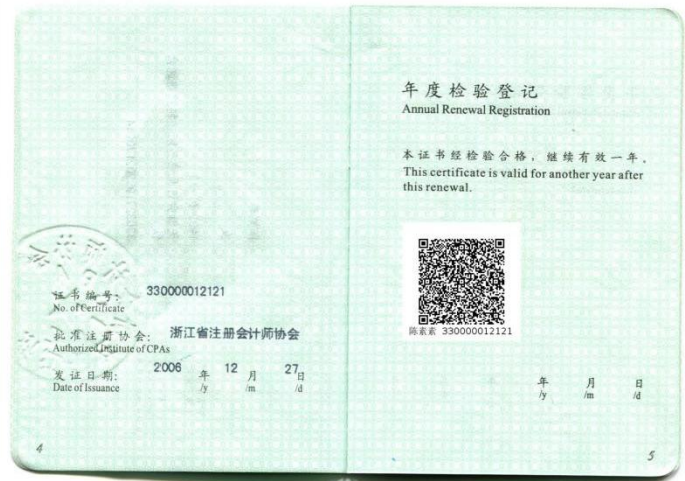 证书编号: 330000012121
No. of Certificate
批准注册协会: 浙江省注册会计师协会
Authorized Institute of CPAs
发证日期: 2006 年 12 月 27 日
Date of Issuance /y /m /d
4
年度检验登记
Annual Renewal Registration
本证书经检验合格，继续有效一年。
This certificate is valid for another year after
this renewal.
陈素素 330000012121
年 月 日
/y /m /d
5